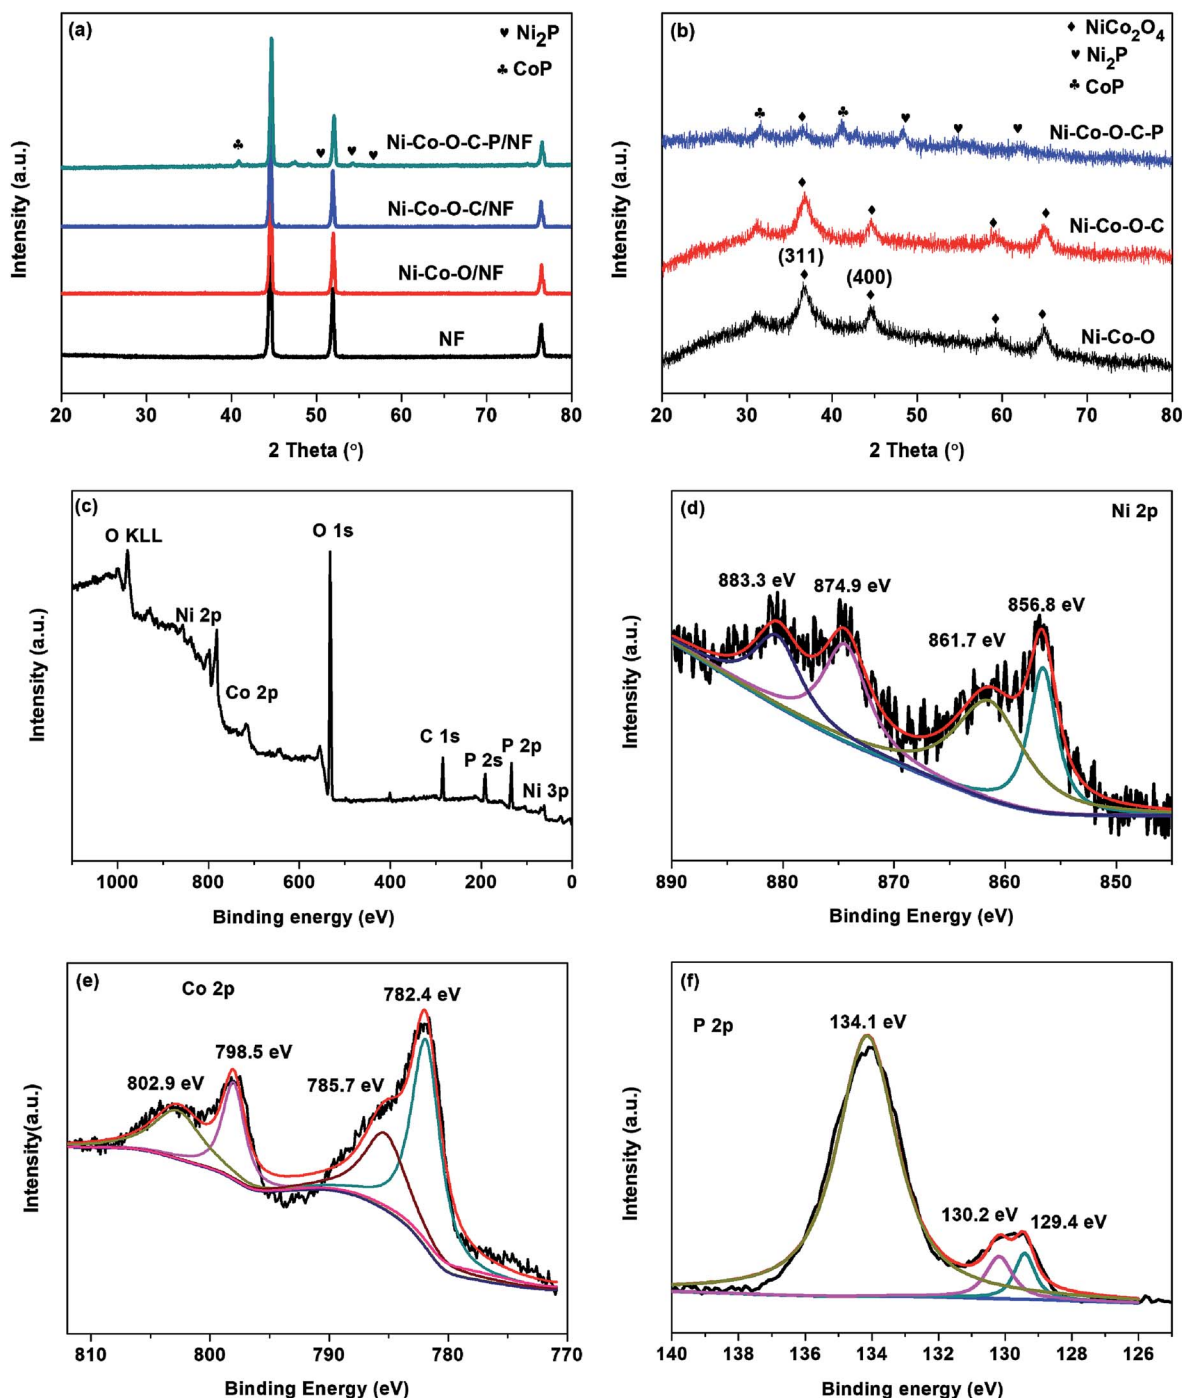 (a)
♥ Ni₂P
♣ CoP
Ni-Co-O-C-P/NF
Ni-Co-O-C/NF
Ni-Co-O/NF
NF
Intensity (a.u.)
20 30 40 50 60 70 80
2 Theta (°)
(b)
♦ NiCo₂O₄
♥ Ni₂P
♣ CoP
Ni-Co-O-C-P
Ni-Co-O-C
(311)
(400)
Ni-Co-O
Intensity (a.u.)
20 30 40 50 60 70 80
2 Theta (°)
(c)
O KLL
O 1s
Ni 2p
Co 2p
C 1s
P 2s
P 2p
Ni 3p
Intensity (a.u.)
1000 800 600 400 200 0
Binding energy (eV)
(d)
Ni 2p
883.3 eV
874.9 eV
861.7 eV
856.8 eV
Intensity (a.u.)
890 880 870 860 850
Binding Energy (eV)
(e)
Co 2p
782.4 eV
798.5 eV
802.9 eV
785.7 eV
Intensity(a.u.)
810 800 790 780 770
Binding Energy (eV)
(f)
P 2p
134.1 eV
130.2 eV
129.4 eV
Intensity(a.u.)
140 138 136 134 132 130 128 126
Binding energy (eV)